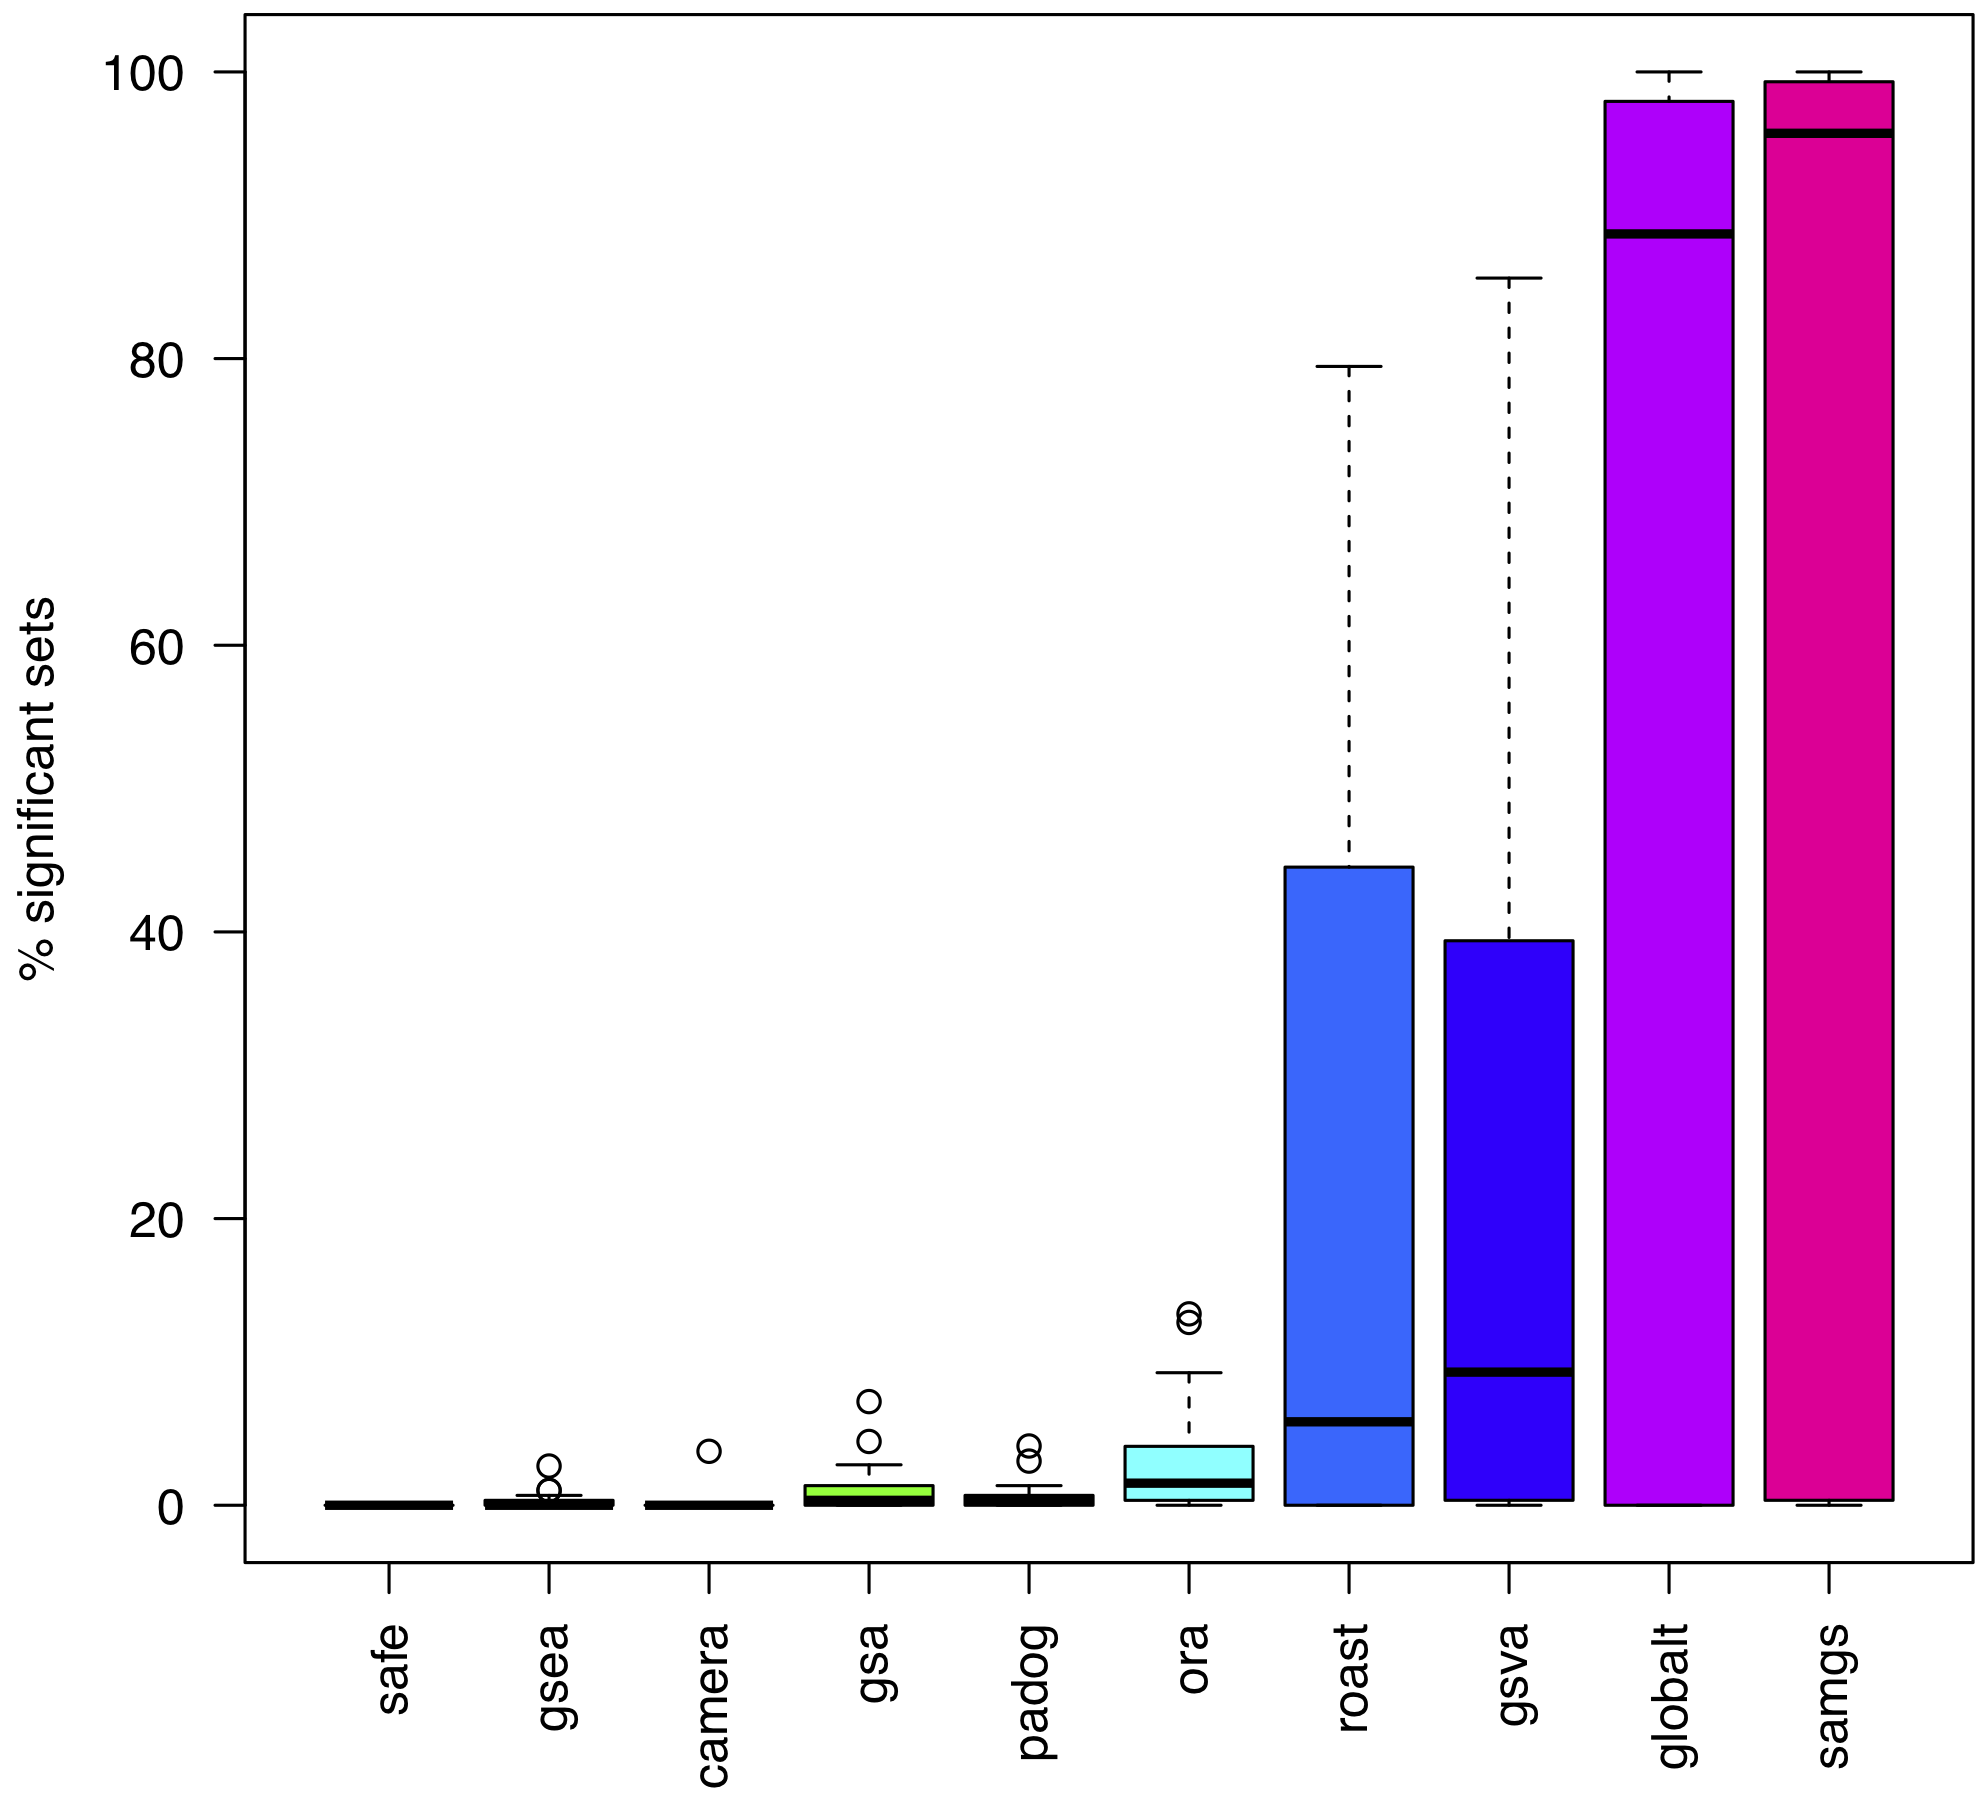 % significant sets
100
80
60
40
20
0
safe
gsea
camera
gsa
padog
ora
roast
gsva
globalt
samgs